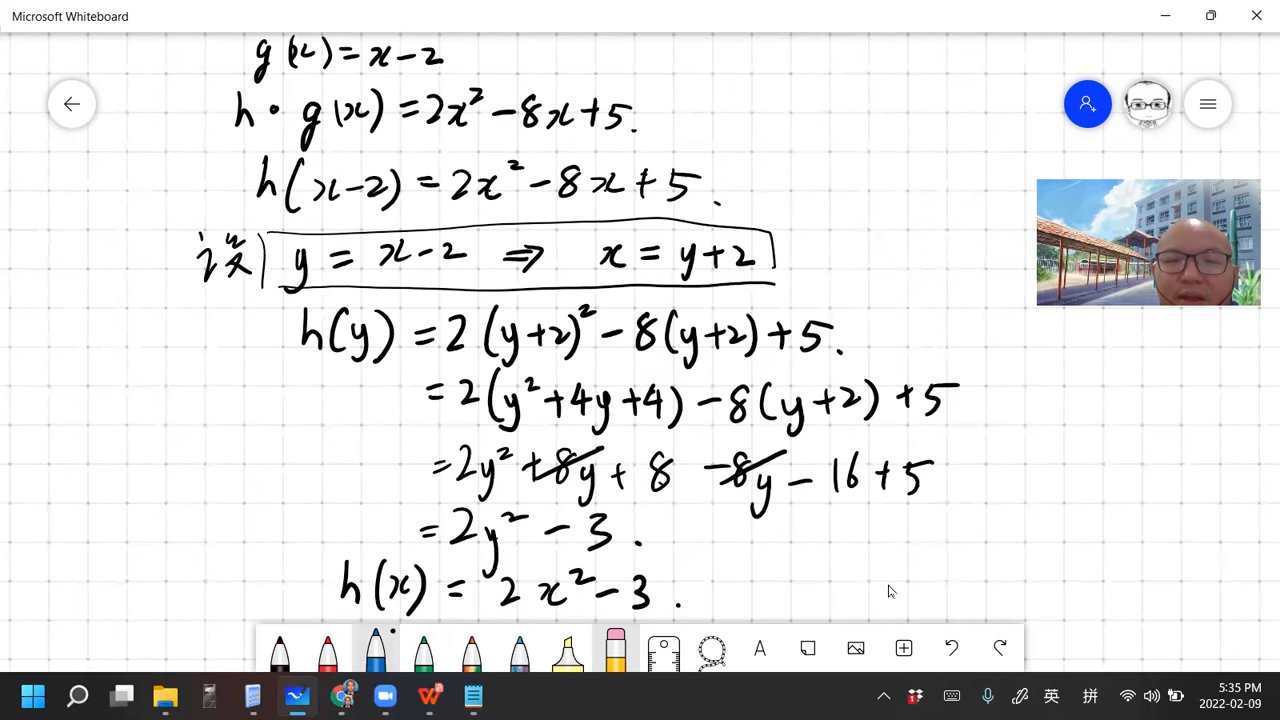 Microsoft Whiteboard
g(x) = x - 2
h • g(x) = 2x² - 8x + 5.
h(x-2) = 2x² - 8x + 5.
设 y = x - 2 ⇒ x = y + 2
h(y) = 2(y+2)² - 8(y+2) + 5.
= 2(y² + 4y + 4) - 8(y+2) + 5
= 2y² + 8y + 8 - 8y - 16 + 5
= 2y² - 3.
h(x) = 2x² - 3.
A
英 拼 5:35 PM
2022-02-09